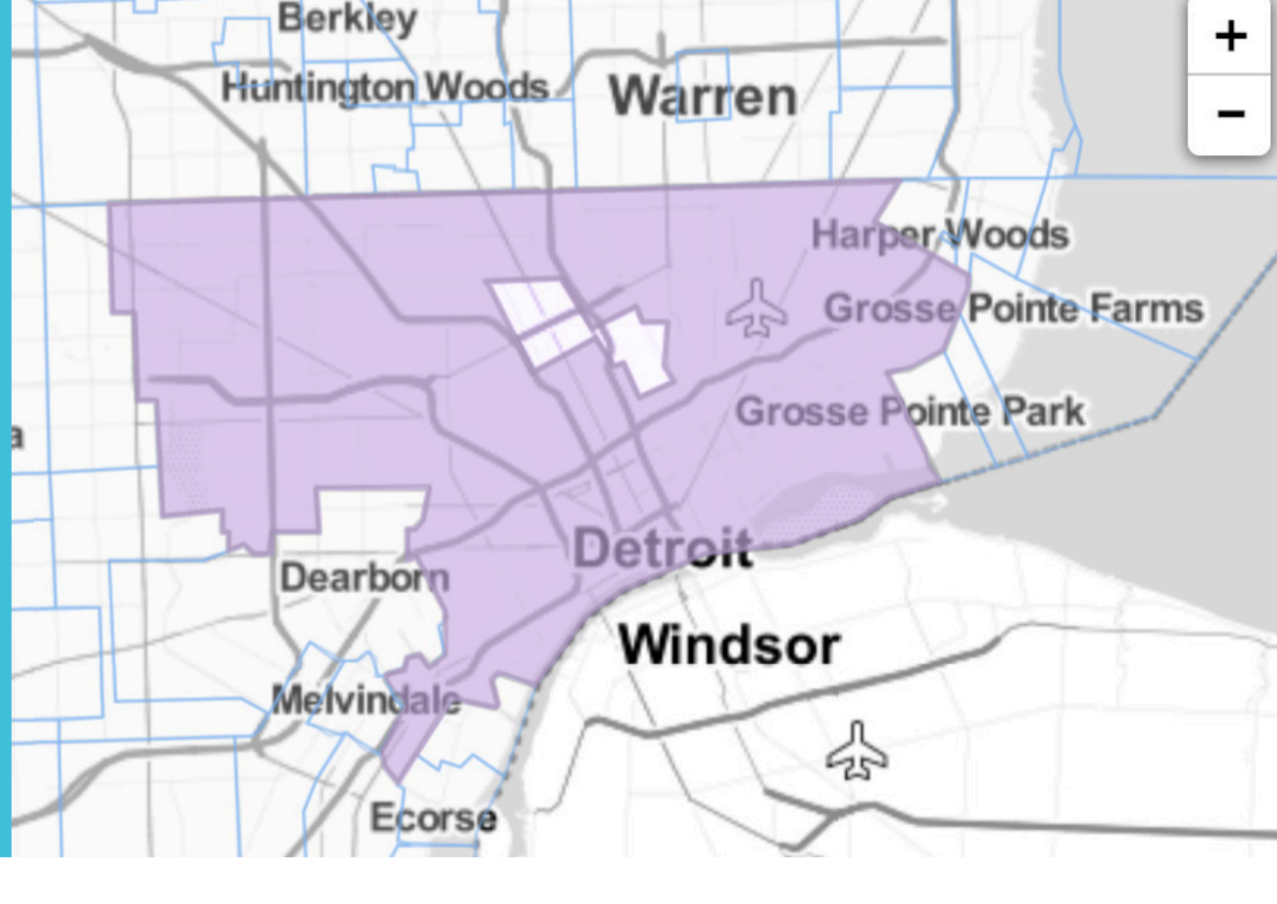 Berkley
+
Huntington Woods
Warren
−
Harper Woods
Grosse Pointe Farms
Grosse Pointe Park
a
Detroit
Dearborn
Windsor
Melvindale
Ecorse